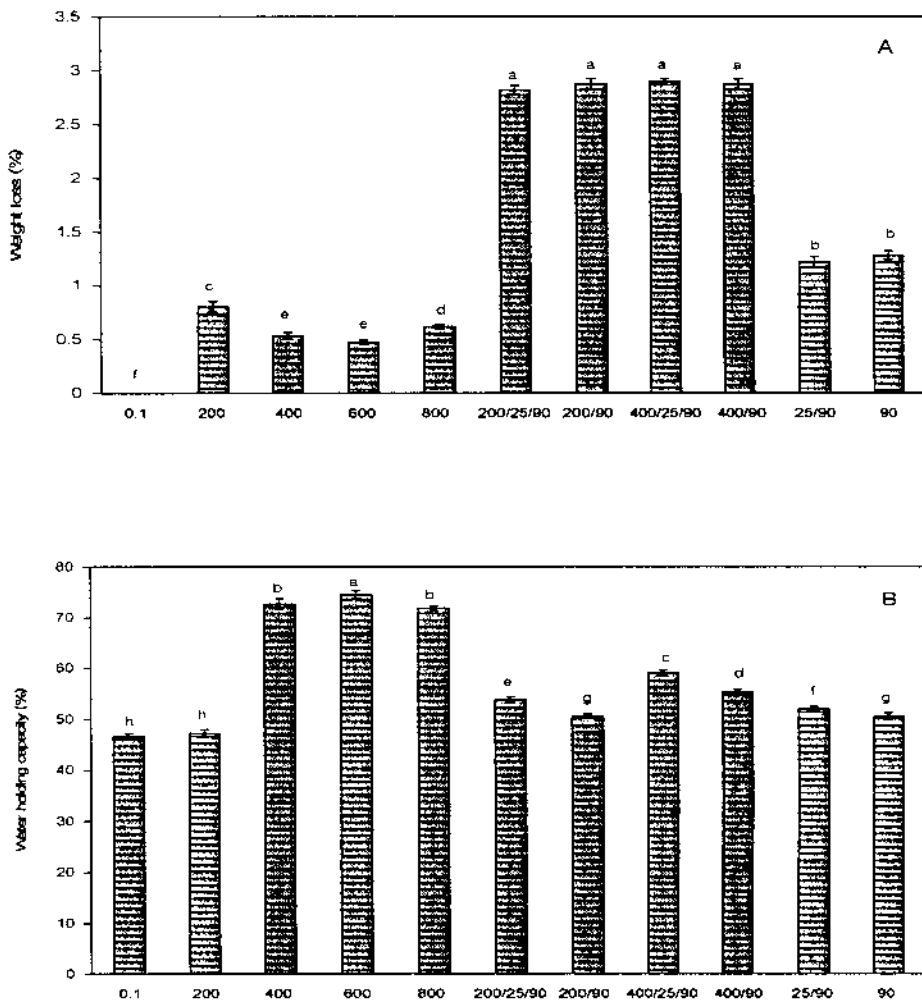 3.5
A
3
a a a a
2.5
2
Weight loss (%)
1.5
b b
1
c
e e d
0.5
f
0
0.1 200 400 600 800 200/25/90 200/90 400/25/90 400/90 25/90 90
80
b a b
B
70
c
60
e d
g f g
50
h h
Water holding capacity (%)
40
30
20
10
0
0.1 200 400 600 800 200/25/90 200/90 400/25/90 400/90 25/90 90